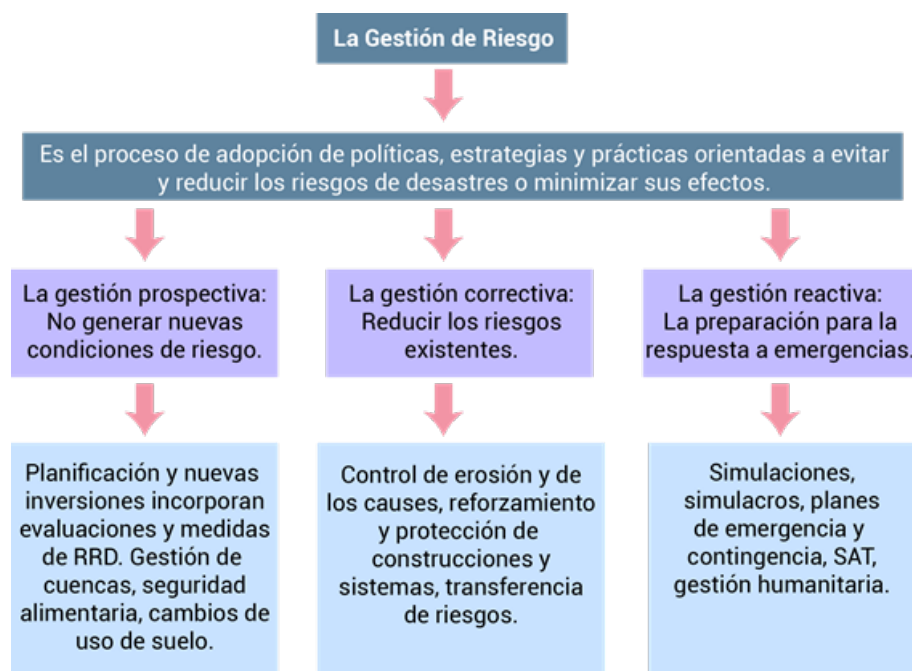 La Gestión de Riesgo
Es el proceso de adopción de políticas, estrategias y prácticas orientadas a evitar
y reducir los riesgos de desastres o minimizar sus efectos.
La gestión prospectiva:
No generar nuevas
condiciones de riesgo.
La gestión correctiva:
Reducir los riesgos
existentes.
La gestión reactiva:
La preparación para la
respuesta a emergencias.
Planificación y nuevas
inversiones incorporan
evaluaciones y medidas
de RRD. Gestión de
cuencas, seguridad
alimentaria, cambios de
uso de suelo.
Control de erosión y de
los causes, reforzamiento
y protección de
construcciones y
sistemas, transferencia
de riesgos.
Simulaciones,
simulacros, planes
de emergencia y
contingencia, SAT,
gestión humanitaria.